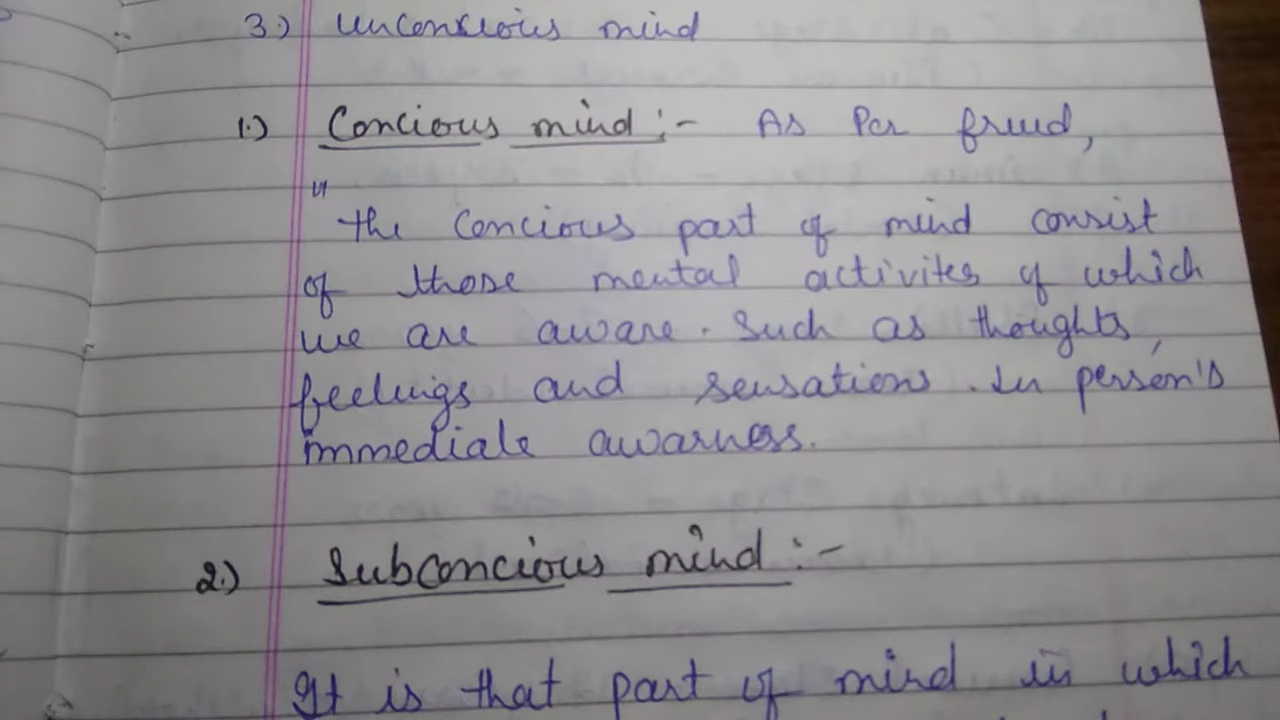 3.) Unconscious mind
1.) Concious mind :- As Per freud,
"
the Concious part of mind consist
of those mental activites of which
we are aware. Such as thoughts,
feelings and sensations. In person's
immediate awarness.
2.) Subconcious mind :-
It is that part of mind in which